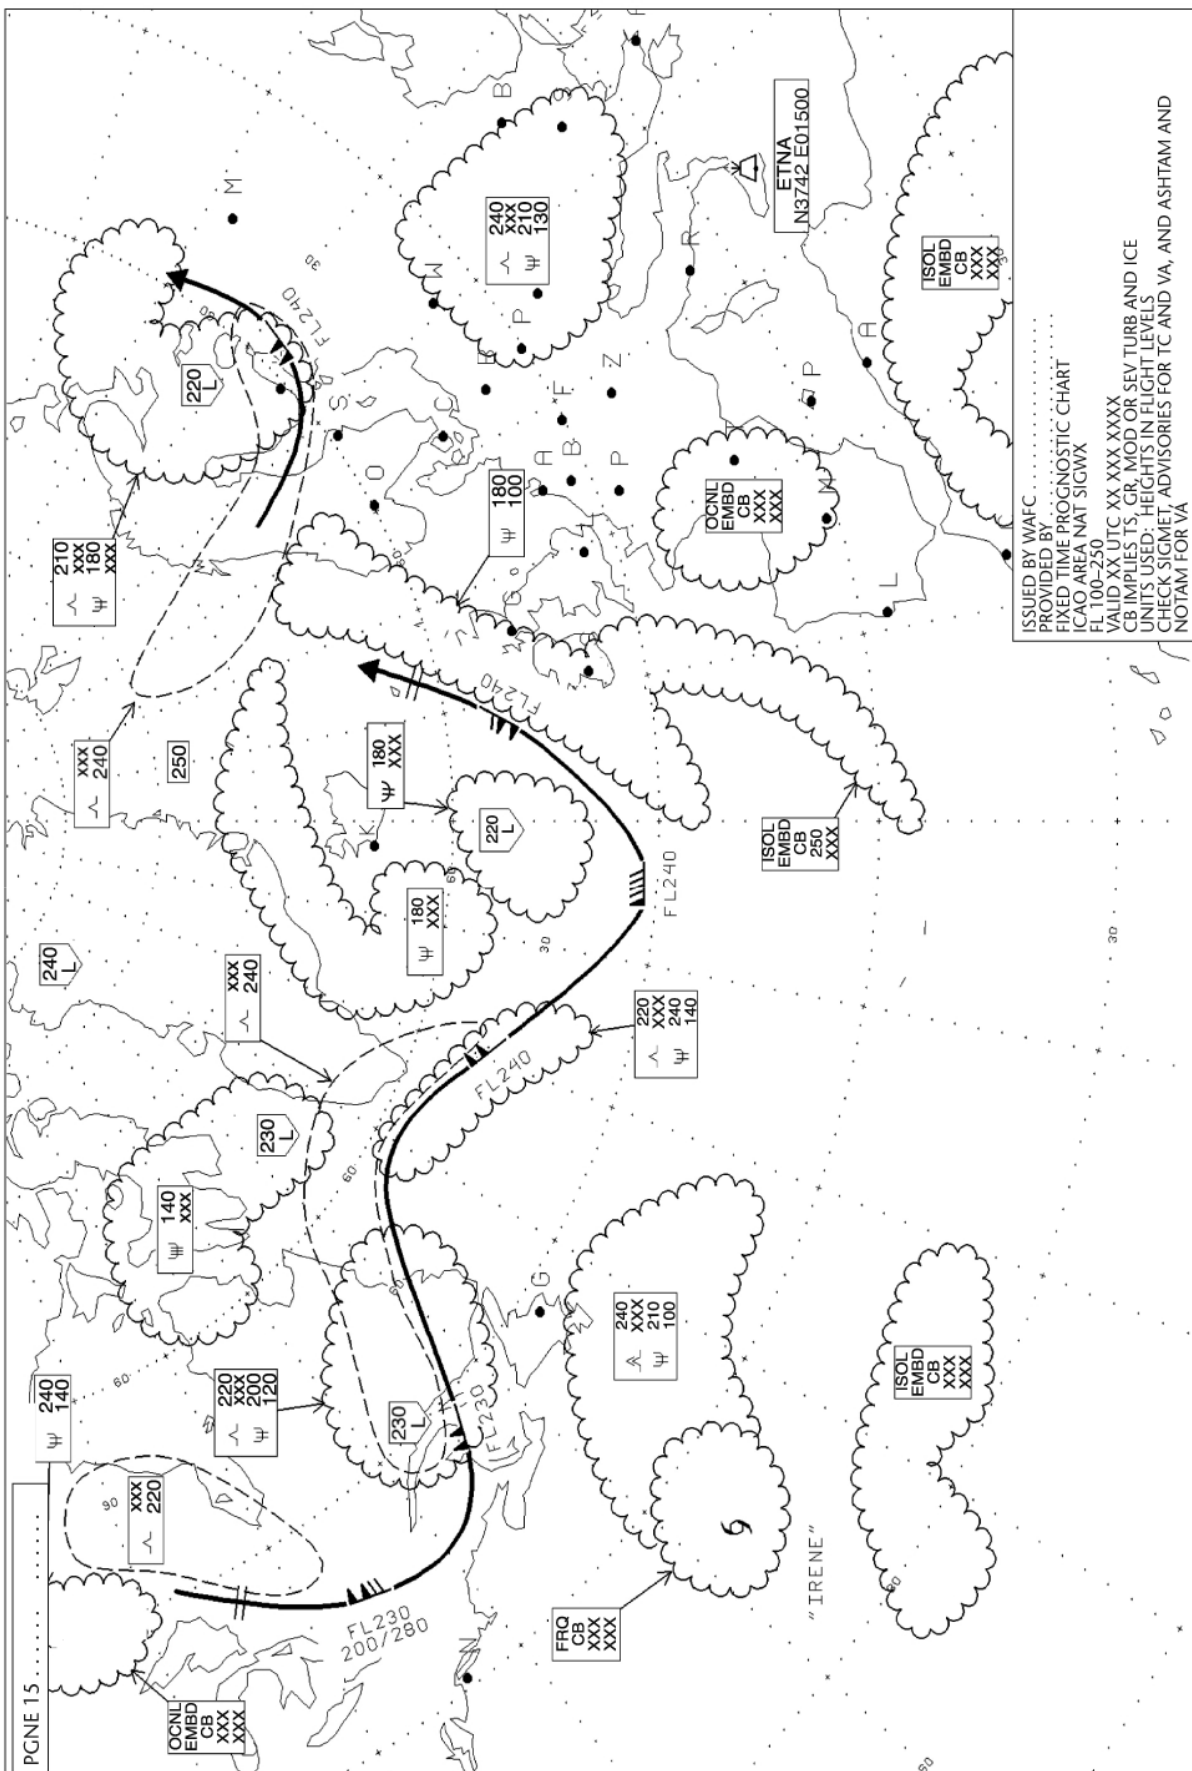 PGNE 15 . . . . . . . . . . . . .
OCNL
EMBD
CB
XXX
XXX
240
140
XXX
220
220
XXX
200
120
140
XXX
230
L
230
L
FL230
200/280
FL230
N
G
FRQ
CB
XXX
XXX
"IRENE"
240
XXX
210
100
ISOL
EMBD
CB
XXX
XXX
240
L
XXX
240
FL240
220
XXX
240
140
180
XXX
180
XXX
220
L
K
FL240
FL240
250
XXX
240
210
XXX
180
XXX
220
L
FL240
M
180
100
ISOL
EMBD
CB
250
XXX
OCNL
EMBD
CB
XXX
XXX
240
XXX
210
130
ISOL
EMBD
CB
XXX
XXX
ETNA
N3742 E01500
S
O
C
W
B
P
F
Z
A
B
P
R
A
P
M
L
60
60
60
60
30
30
30
ISSUED BY WAFC . . . . . . . . . . . . . . . . .
PROVIDED BY . . . . . . . . . . . . . . . . . .
FIXED TIME PROGNOSTIC CHART
ICAO AREA NAT SIGWX
FL 100–250
VALID XX UTC XX XXX XXXX
CB IMPLIES TS, GR, MOD OR SEV TURB AND ICE
UNITS USED: HEIGHTS IN FLIGHT LEVELS
CHECK SIGMET, ADVISORIES FOR TC AND VA, AND ASHTAM AND
NOTAM FOR VA